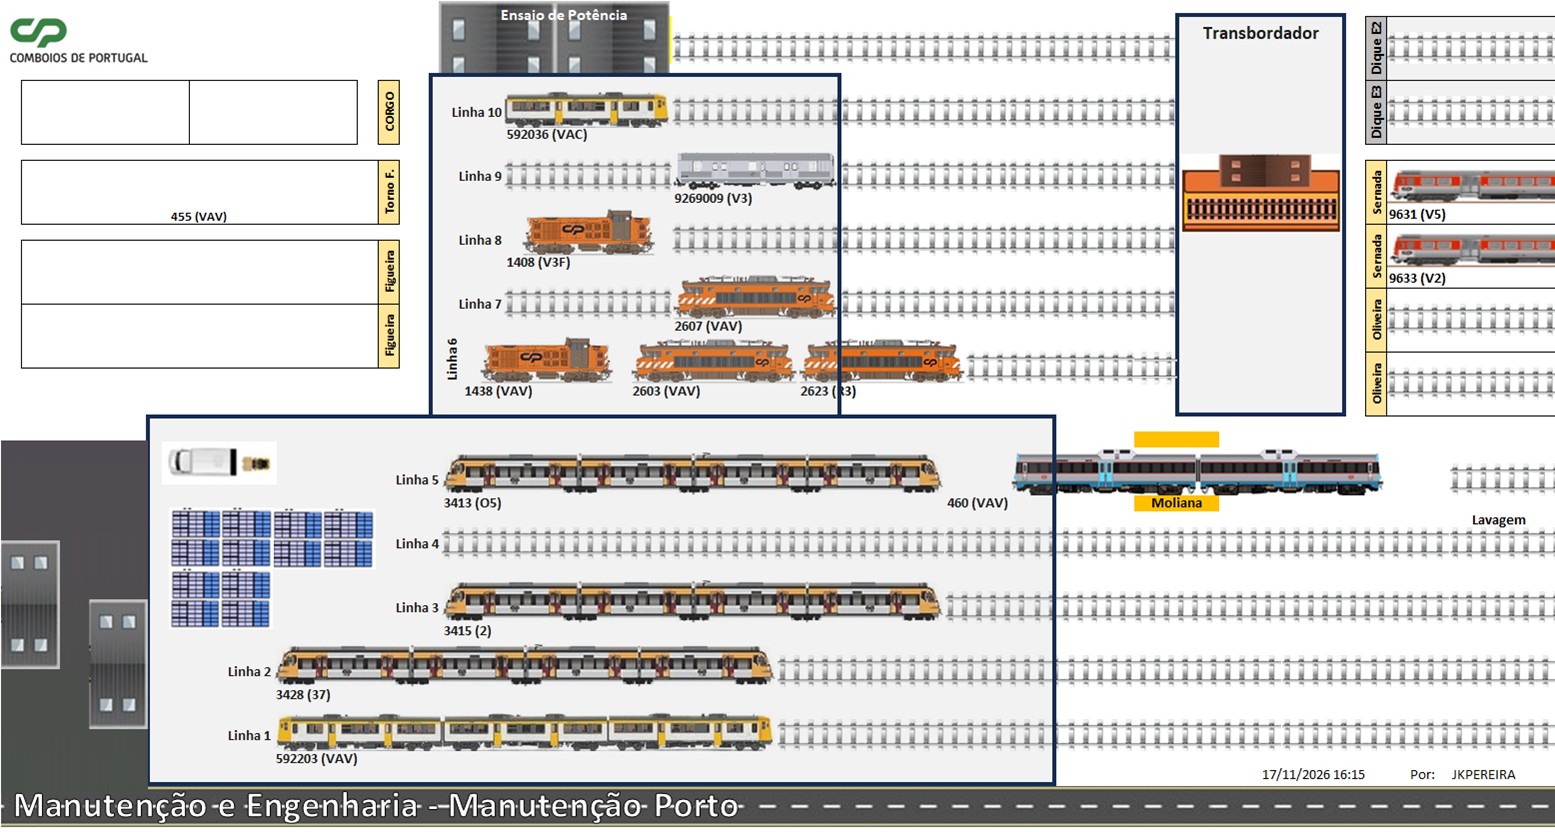 Ensaio de Potência
Transbordador
Dique E2
Dique E3
CP
COMBOIOS DE PORTUGAL
CORGO
Linha 10
592036 (VAC)
Torno F.
455 (VAV)
Linha 9
9269009 (V3)
Sernada
9631 (V5)
Figueira
Linha 8
1408 (V3F)
Sernada
9633 (V2)
Figueira
Linha 7
2607 (VAV)
Oliveira
Linha 6
1438 (VAV)
2603 (VAV)
2623 (R3)
Oliveira
Linha 5
3413 (O5)
460 (VAV)
Moliana
Lavagem
Linha 4
Linha 3
3415 (2)
Linha 2
3428 (37)
Linha 1
592203 (VAV)
17/11/2026 16:15 Por: JKPEREIRA
Manutenção e Engenharia - Manutenção Porto